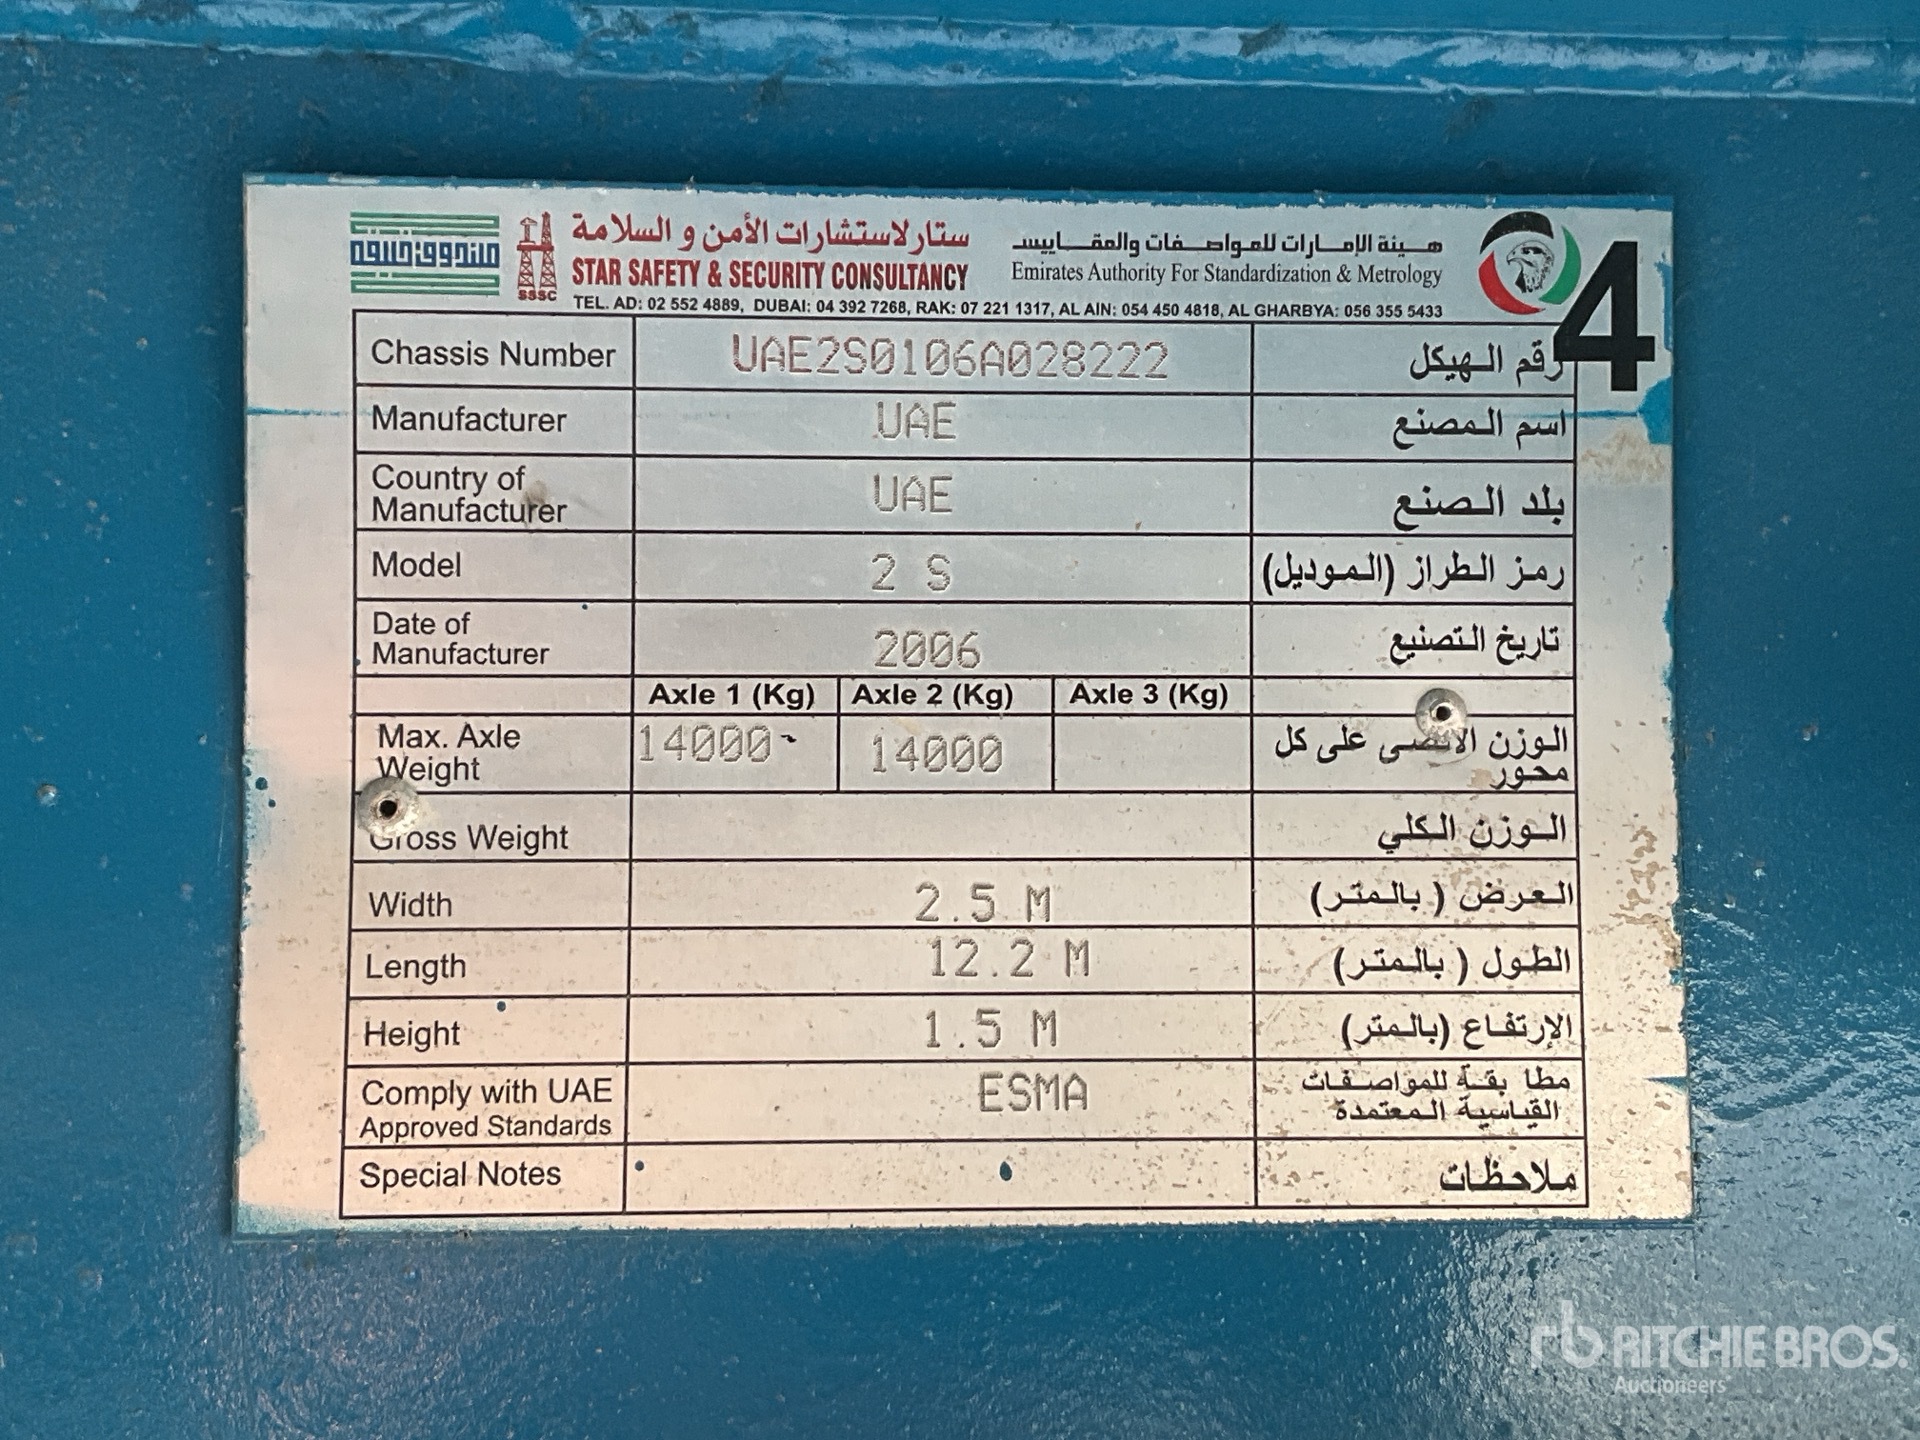 صندوق خليفة
SSSC
ستار لاستشارات الأمن و السلامة
STAR SAFETY & SECURITY CONSULTANCY
هيئة الإمارات للمواصفات والمقاييس
Emirates Authority For Standardization & Metrology
4
TEL. AD: 02 552 4889, DUBAI: 04 392 7268, RAK: 07 221 1317, AL AIN: 054 450 4818, AL GHARBYA: 056 355 5433
Chassis Number UAE2S0106A028222 رقم الهيكل
Manufacturer UAE اسم المصنع
Country of Manufacturer UAE بلد الصنع
Model 2 S رمز الطراز (الموديل)
Date of Manufacturer 2006 تاريخ التصنيع
Axle 1 (Kg) Axle 2 (Kg) Axle 3 (Kg)
Max. Axle Weight 14000 14000 الوزن الأقصى على كل محور
Gross Weight الوزن الكلي
Width 2.5 M العرض ( بالمتر)
Length 12.2 M الطول ( بالمتر)
Height 1.5 M الإرتفاع (بالمتر)
Comply with UAE Approved Standards ESMA مطا بقة للمواصفات القياسية المعتمدة
Special Notes ملاحظات
rb RITCHIE BROS.
Auctioneers